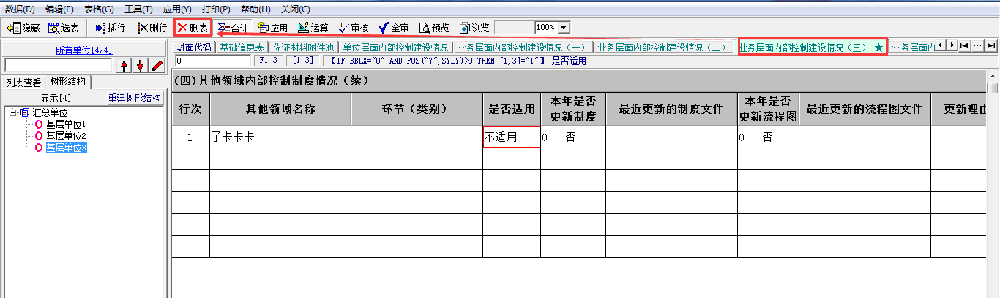 数据(D) 编辑(E) 表格(G) 工具(T) 应用(Y) 打印(P) 帮助(H) 关闭(C)
隐藏 选表 插行 删行 删表 合计 应用 运算 审核 全审 预览 浏览 100%
所有单位[4/4]
列表查看 树形结构
显示[4] 重建树形结构
汇总单位
基层单位1
基层单位2
基层单位3
封面代码 基础信息表 佐证材料附件池 单位层面内部控制建设情况 业务层面内部控制建设情况（一） 业务层面内部控制建设情况（二） 业务层面内部控制建设情况（三）★ 业务层面内
0 F1_3 [1,3] 【IF BBLX="0" AND POS("7",SYLY)>0 THEN [1,3]="1"】 是否适用
(四)其他领域内部控制制度情况（续）
行次 其他领域名称 环节（类别） 是否适用 本年是否更新制度 最近更新的制度文件 本年是否更新流程图 最近更新的流程图文件 更新理由
1 了卡卡卡 不适用 0 | 否 0 | 否